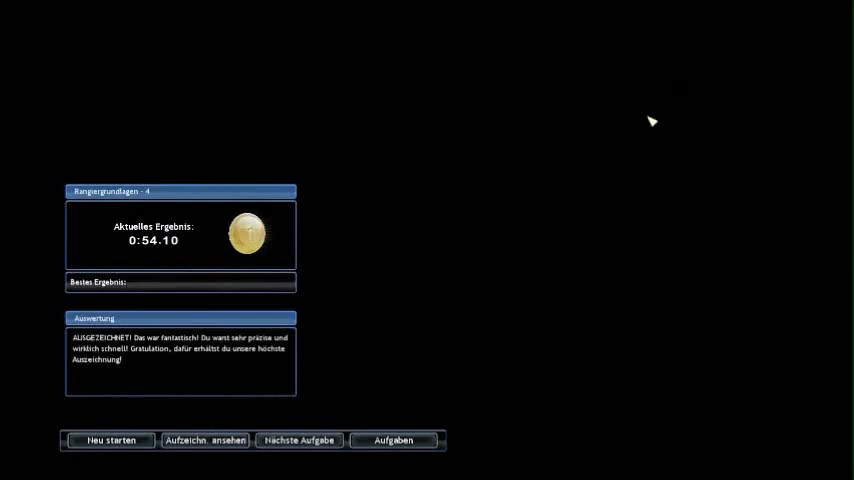 Rangiergrundlagen - 4
Aktuelles Ergebnis:
0:54.10
1
Bestes Ergebnis:
Auswertung
AUSGEZEICHNET! Das war fantastisch! Du warst sehr präzise und
wirklich schnell! Gratulation, dafür erhältst du unsere höchste
Auszeichnung!
Neu starten
Aufzeichn. ansehen
Nächste Aufgabe
Aufgaben